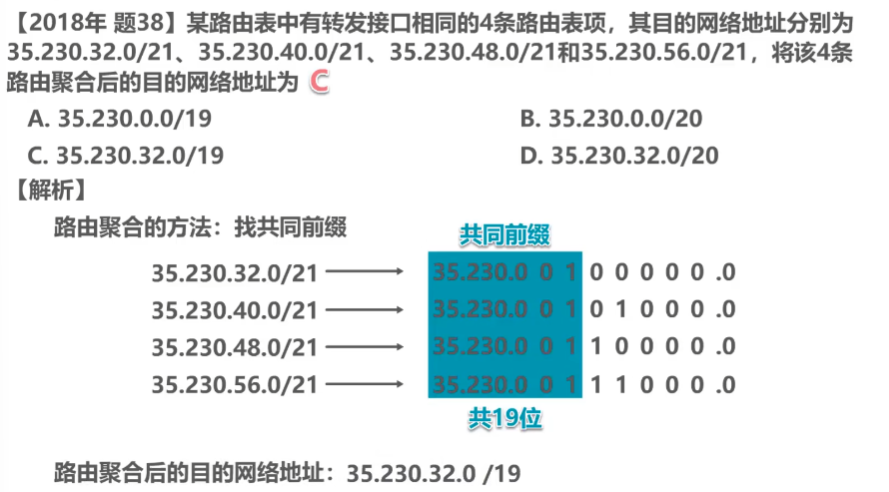 【2018年 题38】某路由表中有转发接口相同的4条路由表项，其目的网络地址分别为
35.230.32.0/21、35.230.40.0/21、35.230.48.0/21和35.230.56.0/21，将该4条
路由聚合后的目的网络地址为 C
A. 35.230.0.0/19 B. 35.230.0.0/20
C. 35.230.32.0/19 D. 35.230.32.0/20
【解析】
路由聚合的方法：找共同前缀
共同前缀
35.230.32.0/21 35.230.0 0 1 0 0 0 0 0 .0
35.230.40.0/21 35.230.0 0 1 0 1 0 0 0 .0
35.230.48.0/21 35.230.0 0 1 1 0 0 0 0 .0
35.230.56.0/21 35.230.0 0 1 1 1 0 0 0 .0
共19位
路由聚合后的目的网络地址：35.230.32.0 /19